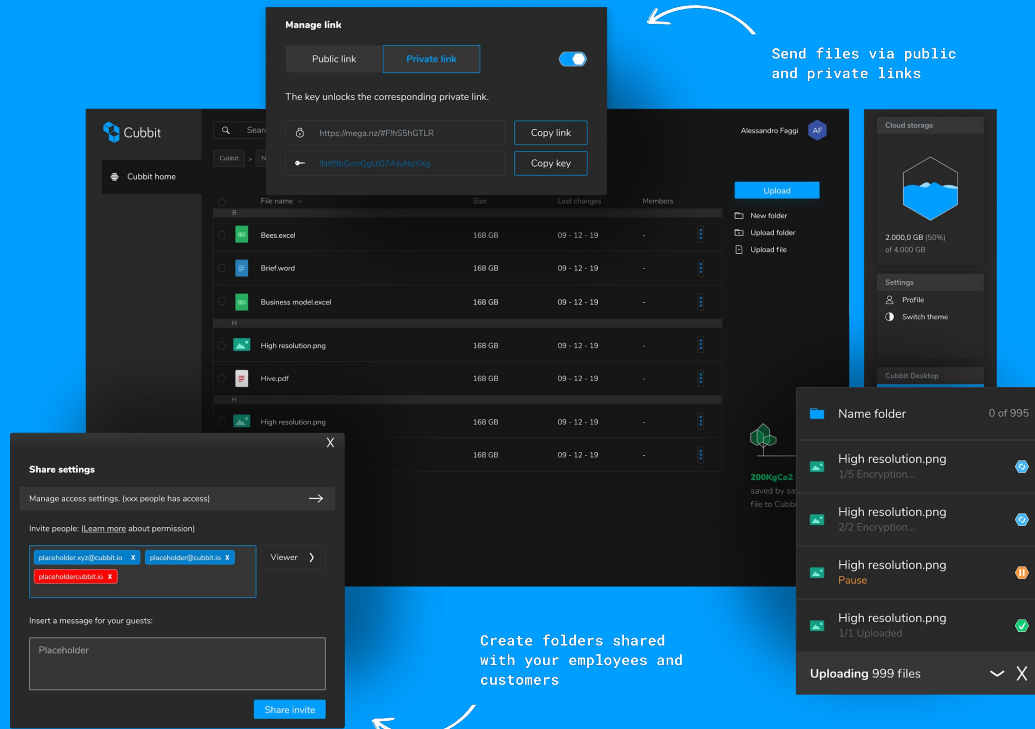 Manage link
Public link
Private link
The key unlocks the corresponding private link.
https://mega.nz/#F!hS5hGTLR
Copy link
Copy key
Send files via public
and private links
Cubbit
Cubbit home
Cubbit >
Alessandro Faggi AF
File name Size Last changes Members
B
Bees.excel 168 GB 09 - 12 - 19 -
Brief.word 168 GB 09 - 12 - 19 -
Business model.excel 168 GB 09 - 12 - 19 -
H
High resolution.png 168 GB 09 - 12 - 19 -
Hive.pdf 168 GB 09 - 12 - 19 -
H
High resolution.png 168 GB 09 - 12 - 19 -
168 GB 09 - 12 - 19 -
Upload
New folder
Upload folder
Upload file
200KgCo2
saved by
file to
Cloud storage
2.000,0 GB (50%)
of 4.000 GB
Settings
Profile
Switch theme
Cubbit Desktop
Name folder 0 of 995
High resolution.png
1/5 Encryption...
High resolution.png
2/2 Encryption...
High resolution.png
Pause
High resolution.png
1/1 Uploaded
Uploading 999 files X
X
Share settings
Manage access settings. (xxx people has access)
Invite people: (Learn more about permission)
placeholder.xyz@cubbit.io X placeholder@cubbit.io X
placeholdercubbit.io X
Viewer
Insert a message for your guests:
Placeholder
Share invite
Create folders shared
with your employees and
customers